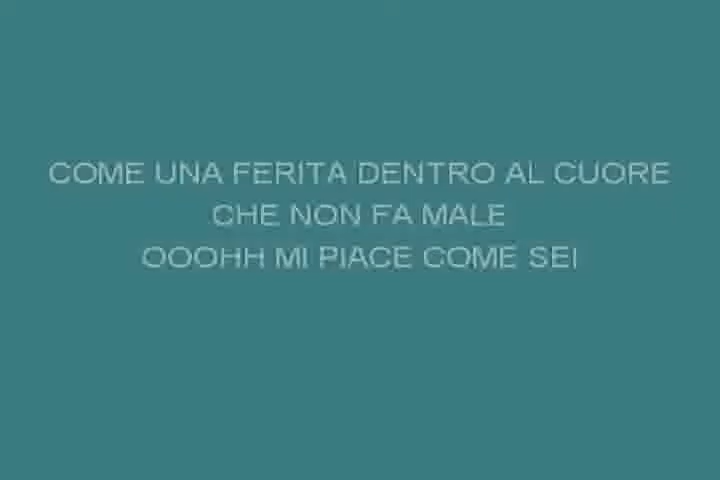 COME UNA FERITA DENTRO AL CUORE
CHE NON FA MALE
OOOHH MI PIACE COME SEI